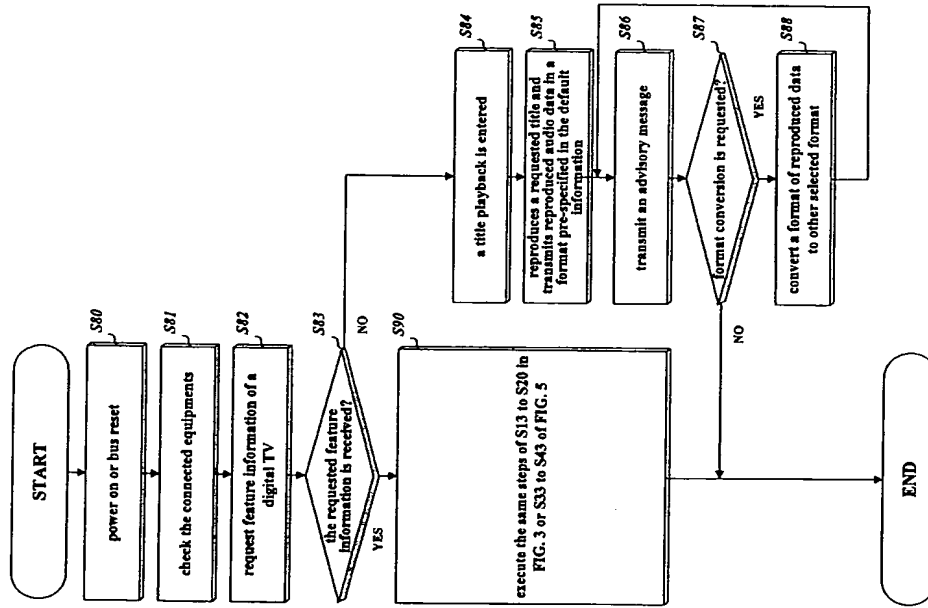 START
S80
power on or bus reset
S81
check the connected equipments
S82
request feature information of a
digital TV
S83
the requested feature
information is received?
YES
NO
S90
execute the same steps of S13 to S20 in
FIG. 3 or S33 to S43 of FIG. 5
S84
a title playback is entered
S85
reproduces a requested title and
transmits reproduced audio data in a
format pre-specified in the default
information
S86
transmit an advisory message
S87
format conversion is requested?
NO
YES
S88
convert a format of reproduced data
to other selected format
END